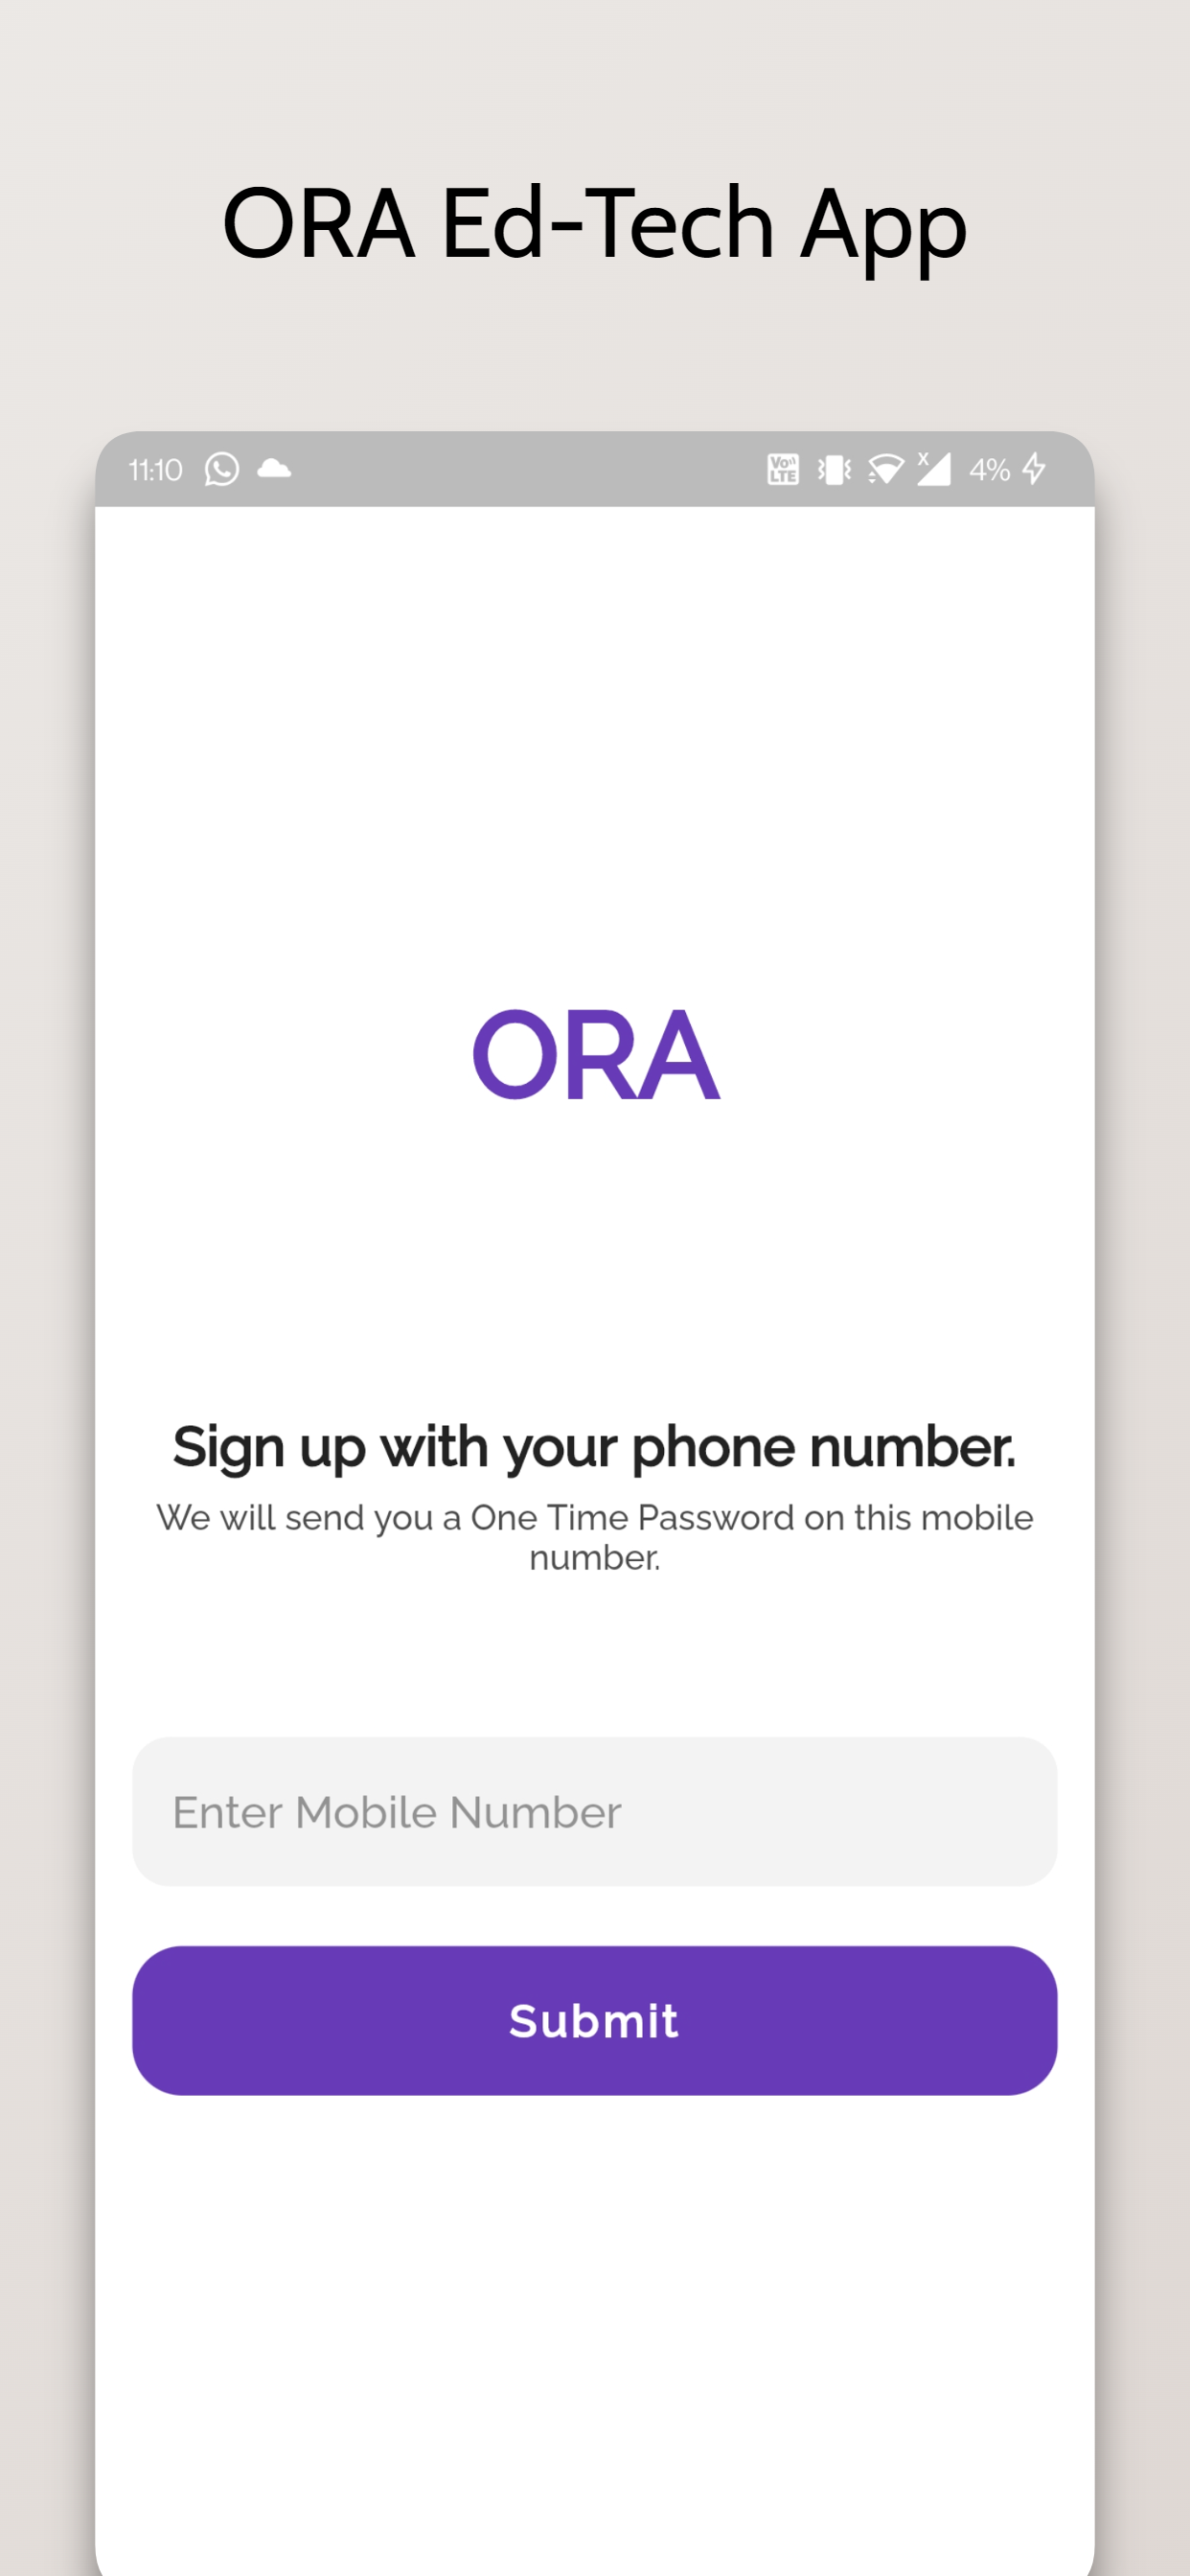 ORA Ed-Tech App
11:10
Vo LTE
X
4%
ORA
Sign up with your phone number.
We will send you a One Time Password on this mobile
number.
Enter Mobile Number
Submit